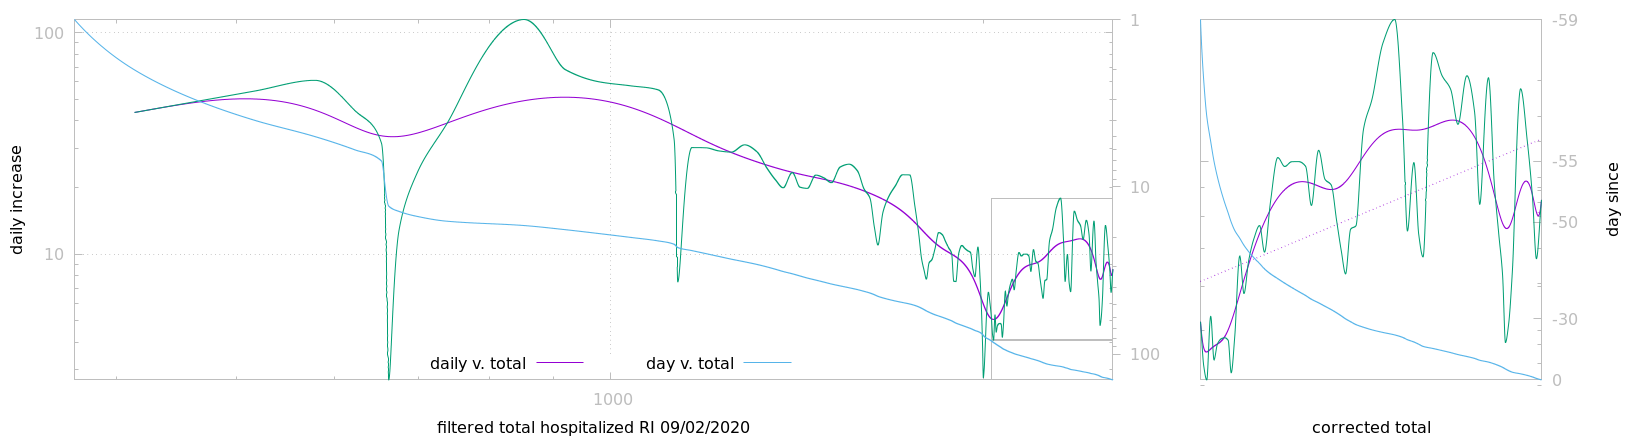 100
10
daily increase
daily v. total
day v. total
1000
filtered total hospitalized RI 09/02/2020
1
10
100
-59
-55
-50
-30
0
day since
corrected total